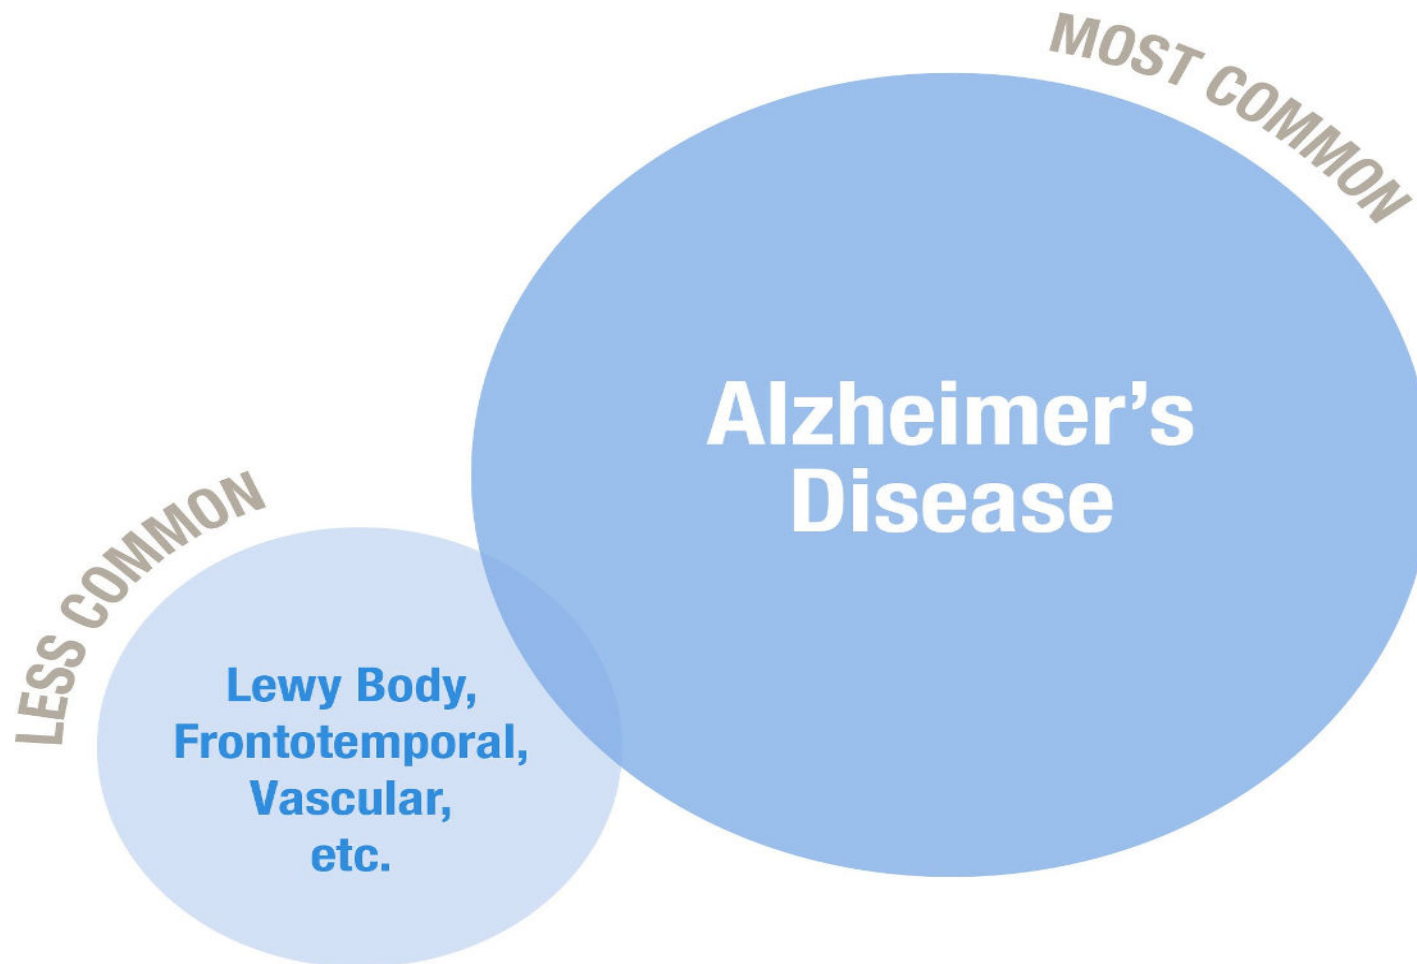 MOST COMMON
Alzheimer’s
Disease
LESS COMMON
Lewy Body,
Frontotemporal,
Vascular,
etc.